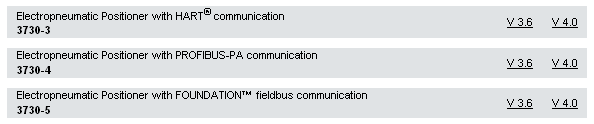 Electropneumatic Positioner with HART® communication
3730-3 V 3.6 V 4.0
Electropneumatic Positioner with PROFIBUS-PA communication
3730-4 V 3.6 V 4.0
Electropneumatic Positioner with FOUNDATION™ fieldbus communication
3730-5 V 3.6 V 4.0